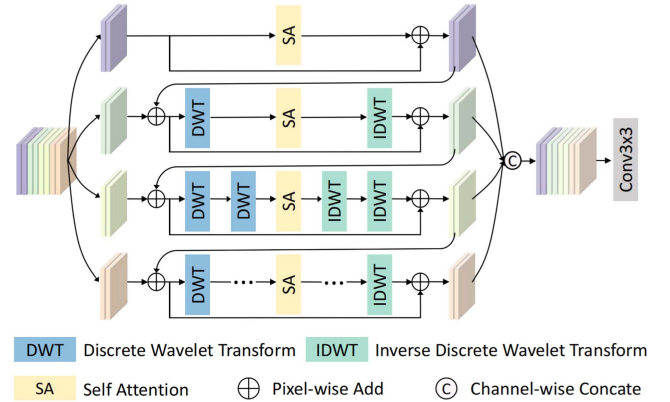 SA
DWT
SA
IDWT
C
Conv3x3
DWT
DWT
SA
IDWT
IDWT
DWT
...
SA
...
IDWT
DWT Discrete Wavelet Transform IDWT Inverse Discrete Wavelet Transform
SA Self Attention Pixel-wise Add C Channel-wise Concate